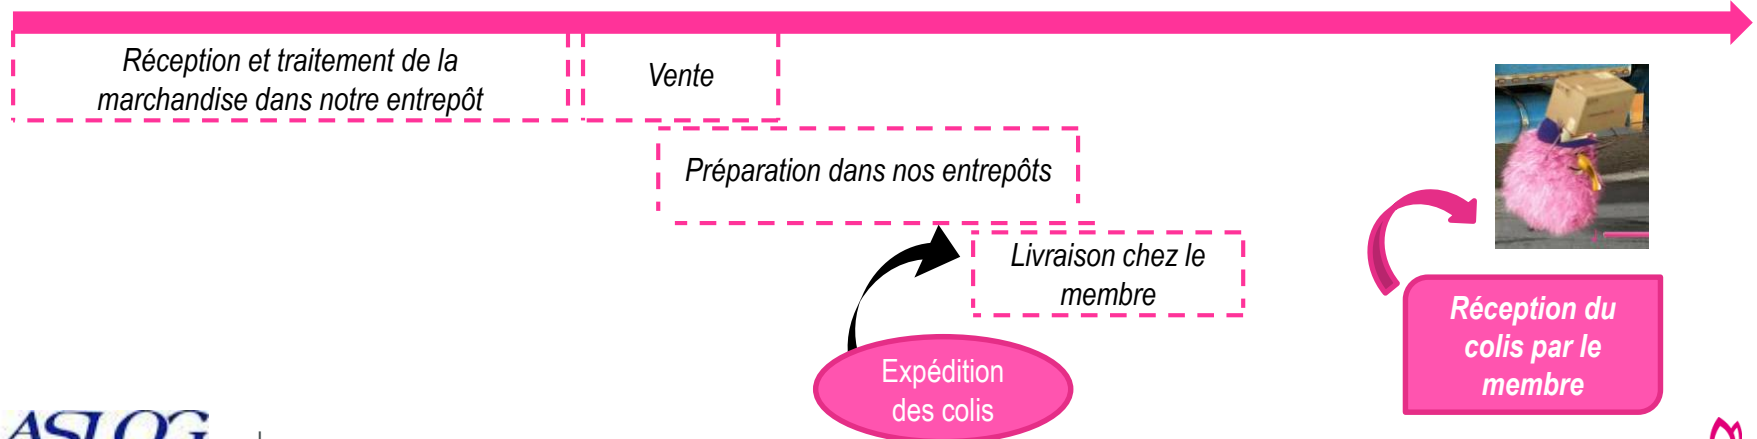 Réception et traitement de la
marchandise dans notre entrepôt
Vente
Préparation dans nos entrepôts
Livraison chez le
membre
Expédition
des colis
Réception du
colis par le
membre
ASLOG